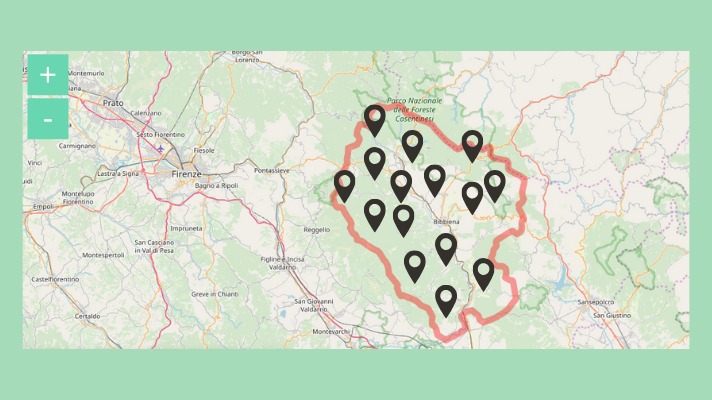 Borgo San
Lorenzo
+
Montemurlo
Prato
Calenzano
Parco Nazionale
delle Foreste
Casentinesi
-
Sesto Fiorentino
Carmignano
Fiesole
Vinci
Lastra a Signa
Firenze
Pontassieve
Bagno a Ripoli
Montelupo
Fiorentino
Empoli
Impruneta
Reggello
Bibbiena
San Casciano
in Val di Pesa
Montespertoli
Figline e Incisa
Valdarno
Castelfiorentino
Greve in Chianti
San Giovanni
Valdarno
Sansepolcro
San Giustino
Certaldo
Montevarchi